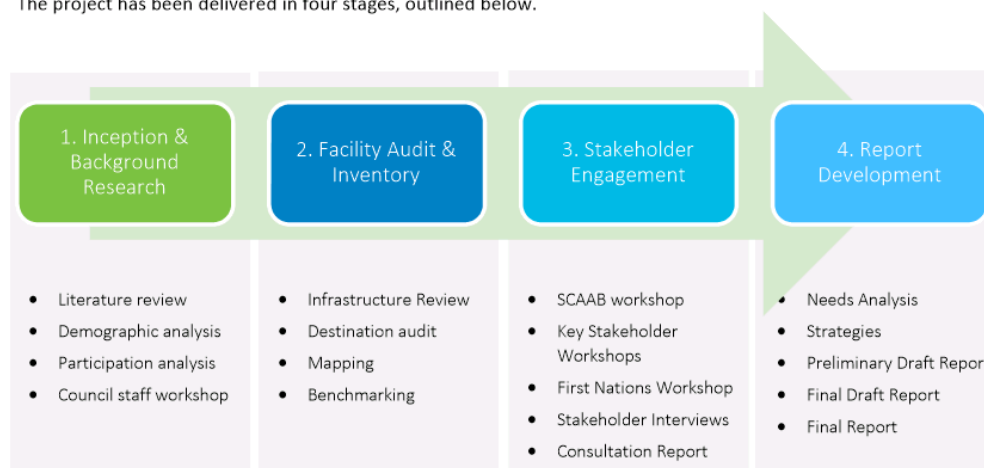 The project has been delivered in four stages, outlined below.
1. Inception &
Background
Research
2. Facility Audit &
Inventory
3. Stakeholder
Engagement
4. Report
Development
• Literature review
• Demographic analysis
• Participation analysis
• Council staff workshop
• Infrastructure Review
• Destination audit
• Mapping
• Benchmarking
• SCAAB workshop
• Key Stakeholder
Workshops
• First Nations Workshop
• Stakeholder Interviews
• Consultation Report
• Needs Analysis
• Strategies
• Preliminary Draft Repor
• Final Draft Report
• Final Report